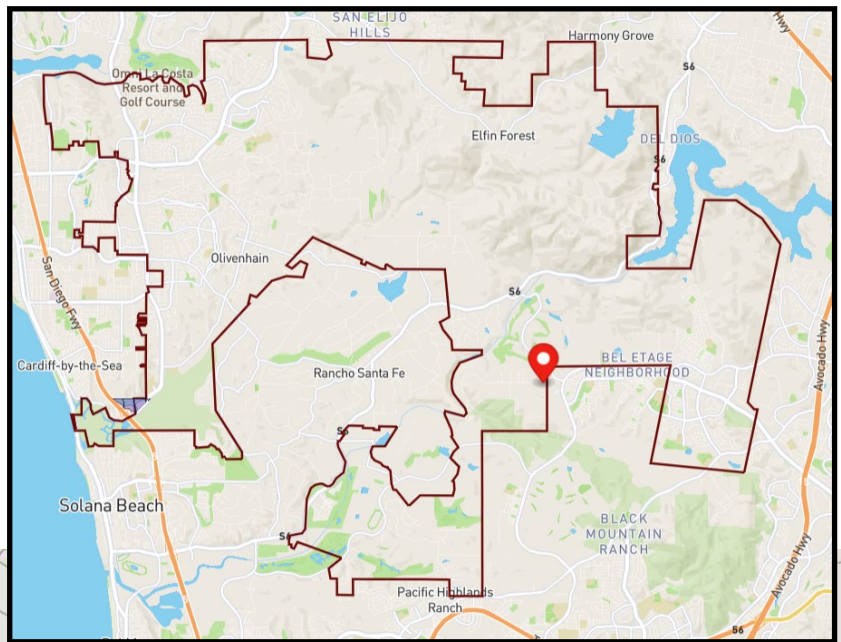 SAN ELIJO
HILLS
Harmony Grove
Hwy
S6
Omni La Costa
Resort and
Golf Course
Elfin Forest
DEL DIOS
S6
Olivenhain
San Diego Fwy
S6
Avocado Hwy
Cardiff-by-the-Sea
Rancho Santa Fe
BEL ETAGE
NEIGHBORHOOD
S6
Solana Beach
S6
BLACK
MOUNTAIN
RANCH
Avocado Hwy
Pacific Highlands
Ranch
S6